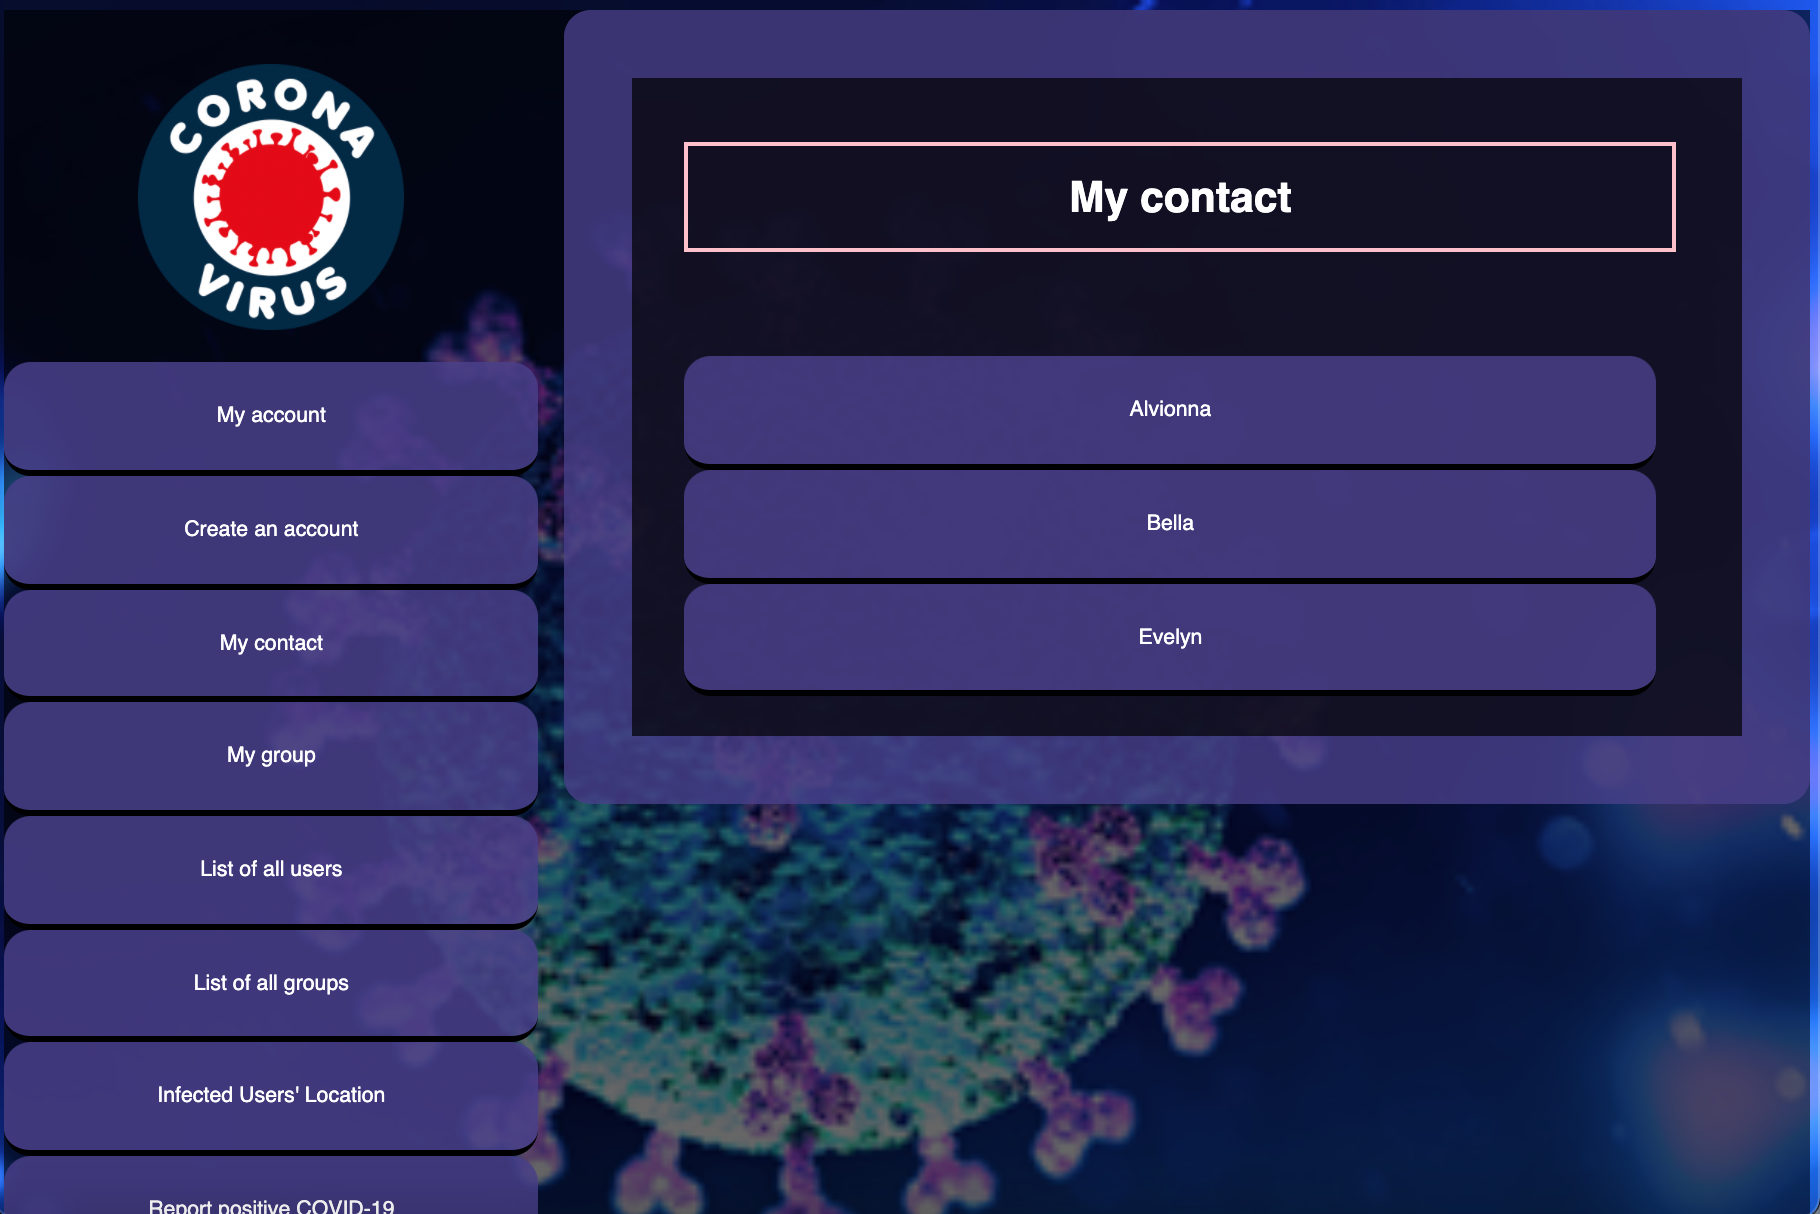 CORONA
VIRUS
My account
Create an account
My contact
My group
List of all users
List of all groups
Infected Users' Location
Report positive COVID-19
My contact
Alvionna
Bella
Evelyn